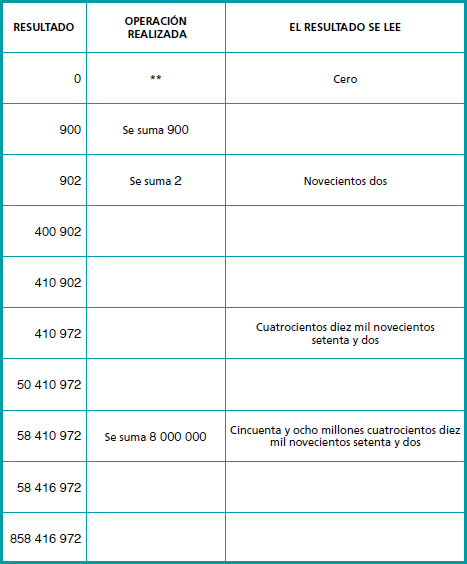 RESULTADO
OPERACIÓN
REALIZADA
EL RESULTADO SE LEE
0
**
Cero
900
Se suma 900
902
Se suma 2
Novecientos dos
400 902
410 902
410 972
Cuatrocientos diez mil novecientos
setenta y dos
50 410 972
58 410 972
Se suma 8 000 000
Cincuenta y ocho millones cuatrocientos diez
mil novecientos setenta y dos
58 416 972
858 416 972